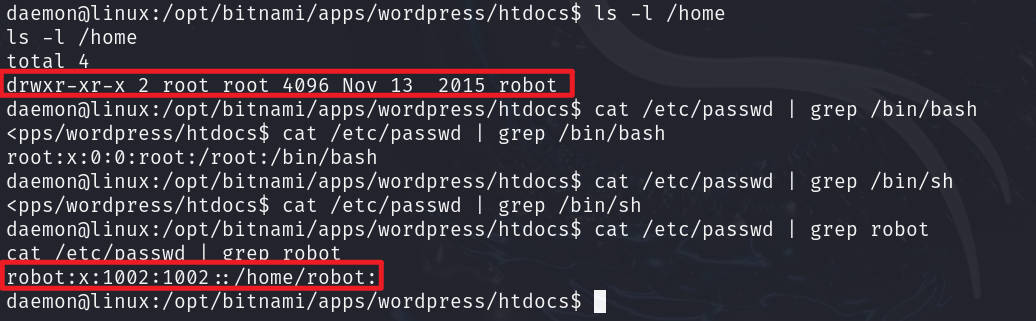 daemon@linux:/opt/bitnami/apps/wordpress/htdocs$ ls -l /home
ls -l /home
total 4
drwxr-xr-x 2 root root 4096 Nov 13  2015 robot
daemon@linux:/opt/bitnami/apps/wordpress/htdocs$ cat /etc/passwd | grep /bin/bash
<pps/wordpress/htdocs$ cat /etc/passwd | grep /bin/bash
root:x:0:0:root:/root:/bin/bash
daemon@linux:/opt/bitnami/apps/wordpress/htdocs$ cat /etc/passwd | grep /bin/sh
<pps/wordpress/htdocs$ cat /etc/passwd | grep /bin/sh
daemon@linux:/opt/bitnami/apps/wordpress/htdocs$ cat /etc/passwd | grep robot
cat /etc/passwd | grep robot
robot:x:1002:1002::/home/robot:
daemon@linux:/opt/bitnami/apps/wordpress/htdocs$